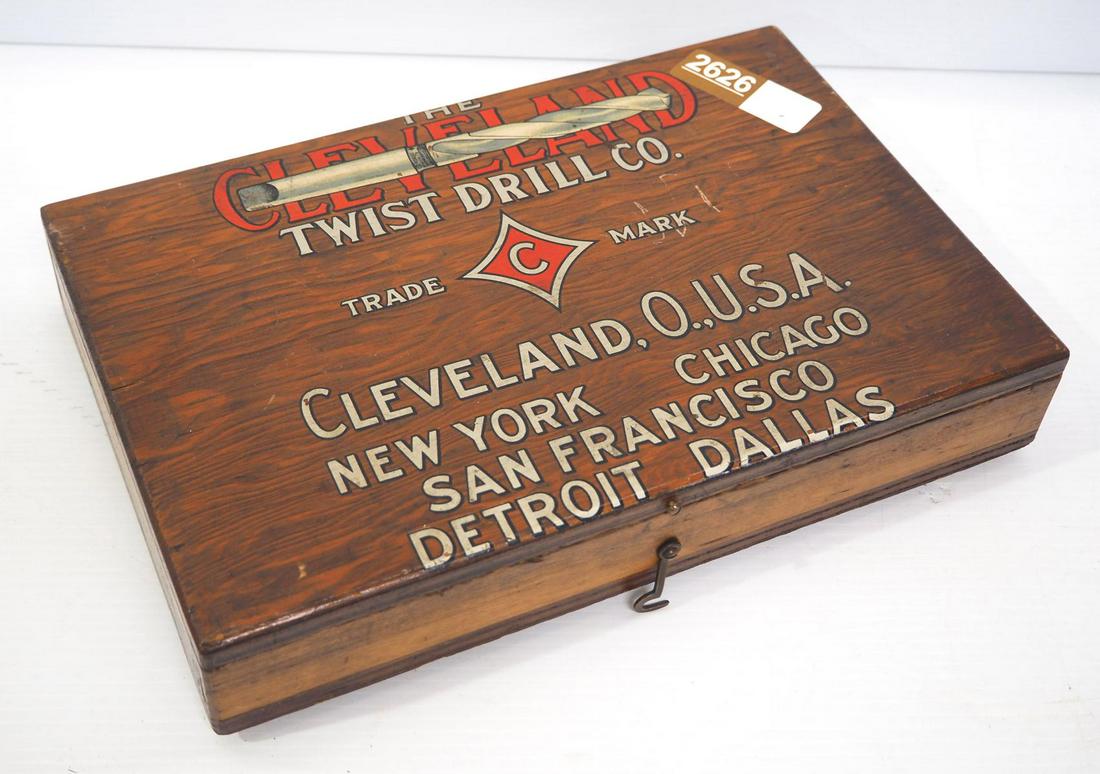 2626
THE
CLEVELAND
TWIST DRILL CO.
TRADE C MARK
CLEVELAND, O., U.S.A.
NEW YORK CHICAGO
SAN FRANCISCO
DETROIT DALLAS